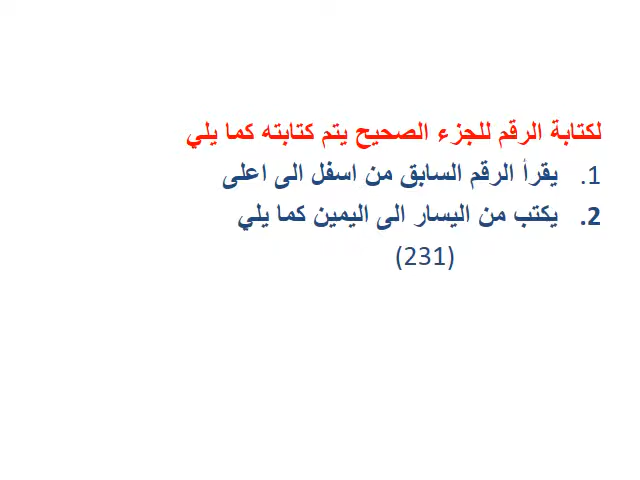 لكتابة الرقم للجزء الصحيح يتم كتابته كما يلي
1. يقرأ الرقم السابق من اسفل الى اعلى
2. يكتب من اليسار الى اليمين كما يلي
(231)